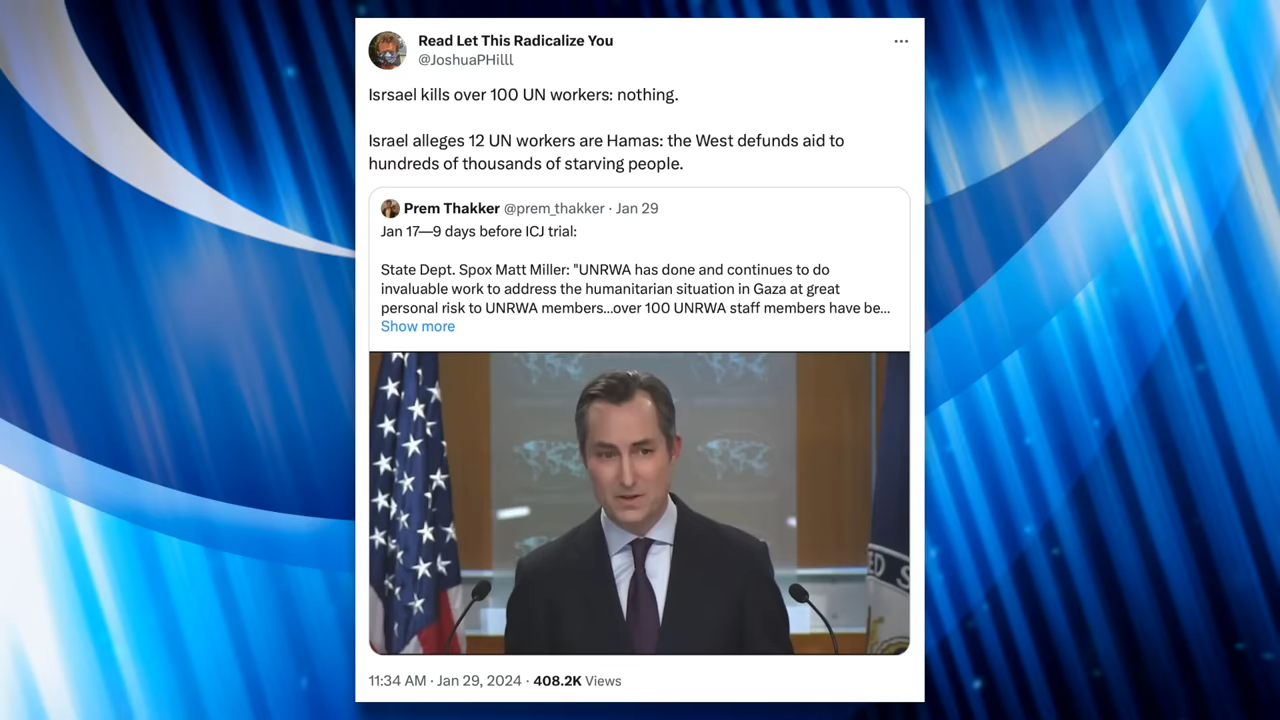 Read Let This Radicalize You
@JoshuaPHilll
Isrsael kills over 100 UN workers: nothing.
Israel alleges 12 UN workers are Hamas: the West defunds aid to
hundreds of thousands of starving people.
Prem Thakker @prem_thakker · Jan 29
Jan 17—9 days before ICJ trial:
State Dept. Spox Matt Miller: "UNRWA has done and continues to do
invaluable work to address the humanitarian situation in Gaza at great
personal risk to UNRWA members...over 100 UNRWA staff members have be...
Show more
ED S
11:34 AM · Jan 29, 2024 · 408.2K Views